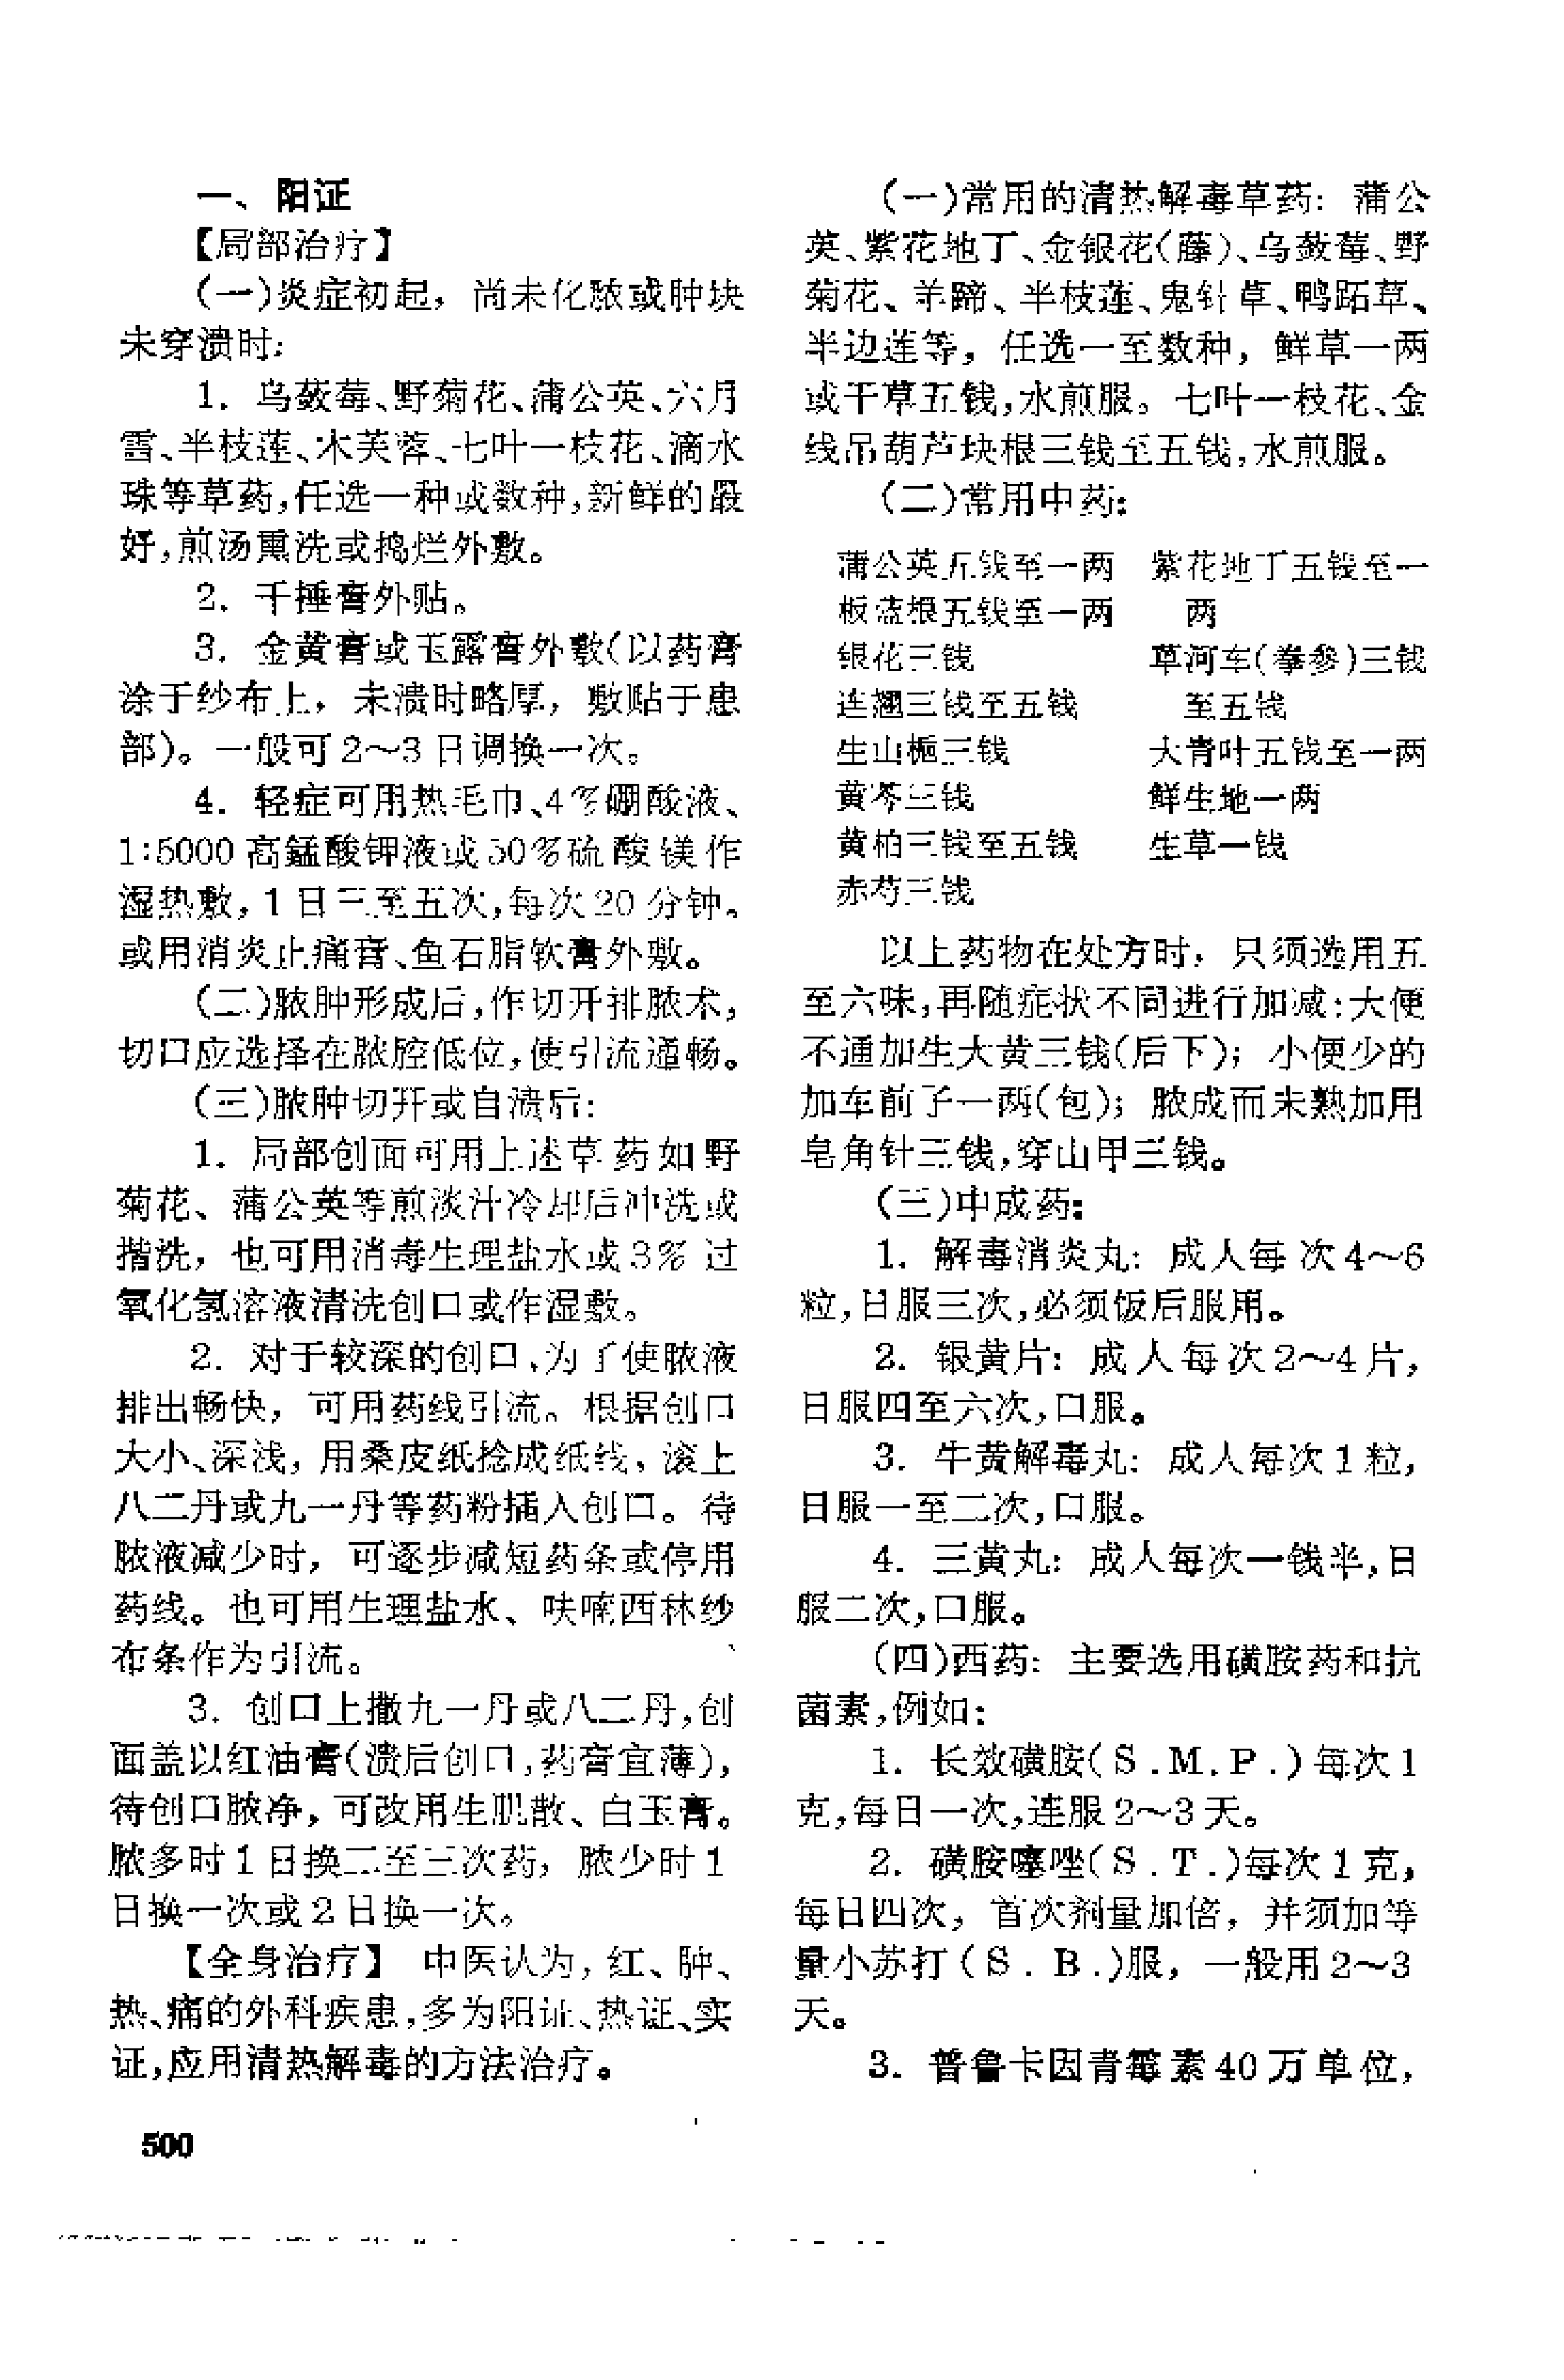 一、阳证
【局部治疗】
(一)炎症初起，尚未化脓或肿块
未穿溃时：
1. 乌蔹莓、野菊花、蒲公英、六月
雪、半枝莲、木芙蓉、七叶一枝花、滴水
珠等草药，任选一种或数种，新鲜的最
好，煎汤熏洗或捣烂外敷。
2. 千捶膏外贴。
3. 金黄膏或玉露膏外敷(以药膏
涂于纱布上，未溃时略厚，敷贴于患
部)。一般可2～3日调换一次。
4. 轻症可用热毛巾、4％硼酸液、
1:5000高锰酸钾液或50％硫酸镁作
湿热敷，1日三至五次，每次20分钟。
或用消炎止痛膏、鱼石脂软膏外敷。
(二)脓肿形成后，作切开排脓术，
切口应选择在脓腔低位，使引流通畅。
(三)脓肿切开或自溃后：
1. 局部创面可用上述草药如野
菊花、蒲公英等煎淡汁冷却后冲洗或
揩洗，也可用消毒生理盐水或3％过
氧化氢溶液清洗创口或作湿敷。
2. 对于较深的创口、为了使脓液
排出畅快，可用药线引流。根据创口
大小、深浅，用桑皮纸捻成纸线，滚上
八二丹或九一丹等药粉插入创口。待
脓液减少时，可逐步减短药条或停用
药线。也可用生理盐水、呋喃西林纱
布条作为引流。
3. 创口上撒九一丹或八二丹，创
面盖以红油膏(溃后创口，药膏宜薄)，
待创口脓净，可改用生肌散、白玉膏。
脓多时1日换二至三次药，脓少时1
日换一次或2日换一次。
【全身治疗】 中医认为，红、肿、
热、痛的外科疾患，多为阳证、热证、实
证，应用清热解毒的方法治疗。
500
(一)常用的清热解毒草药：蒲公
英、紫花地丁、金银花(藤)、乌蔹莓、野
菊花、羊蹄、半枝莲、鬼针草、鸭跖草、
半边莲等，任选一至数种，鲜草一两
或干草五钱，水煎服。七叶一枝花、金
线吊葫芦块根三钱至五钱，水煎服。
(二)常用中药：
蒲公英五钱至一两 紫花地丁五钱至一
板蓝根五钱至一两 两
银花三钱 草河车(拳参)三钱
连翘三钱至五钱 至五钱
生山栀三钱 大青叶五钱至一两
黄芩三钱 鲜生地一两
黄柏三钱至五钱 生草一钱
赤芍三钱
以上药物在处方时，只须选用五
至六味，再随症状不同进行加减：大便
不通加生大黄三钱(后下)；小便少的
加车前子一两(包)；脓成而未熟加用
皂角针三钱，穿山甲三钱。
(三)中成药：
1. 解毒消炎丸：成人每次4～6
粒，日服三次，必须饭后服用。
2. 银黄片：成人每次2～4片，
日服四至六次，口服。
3. 牛黄解毒丸：成人每次1粒，
日服一至二次，口服。
4. 三黄丸：成人每次一钱半，日
服二次，口服。
(四)西药：主要选用磺胺药和抗
菌素，例如：
1. 长效磺胺(S.M.P.)每次1
克，每日一次，连服2～3天。
2. 磺胺噻唑(S.T.)每次1克，
每日四次，首次剂量加倍，并须加等
量小苏打(S.B.)服，一般用2～3
天。
3. 普鲁卡因青霉素40万单位，